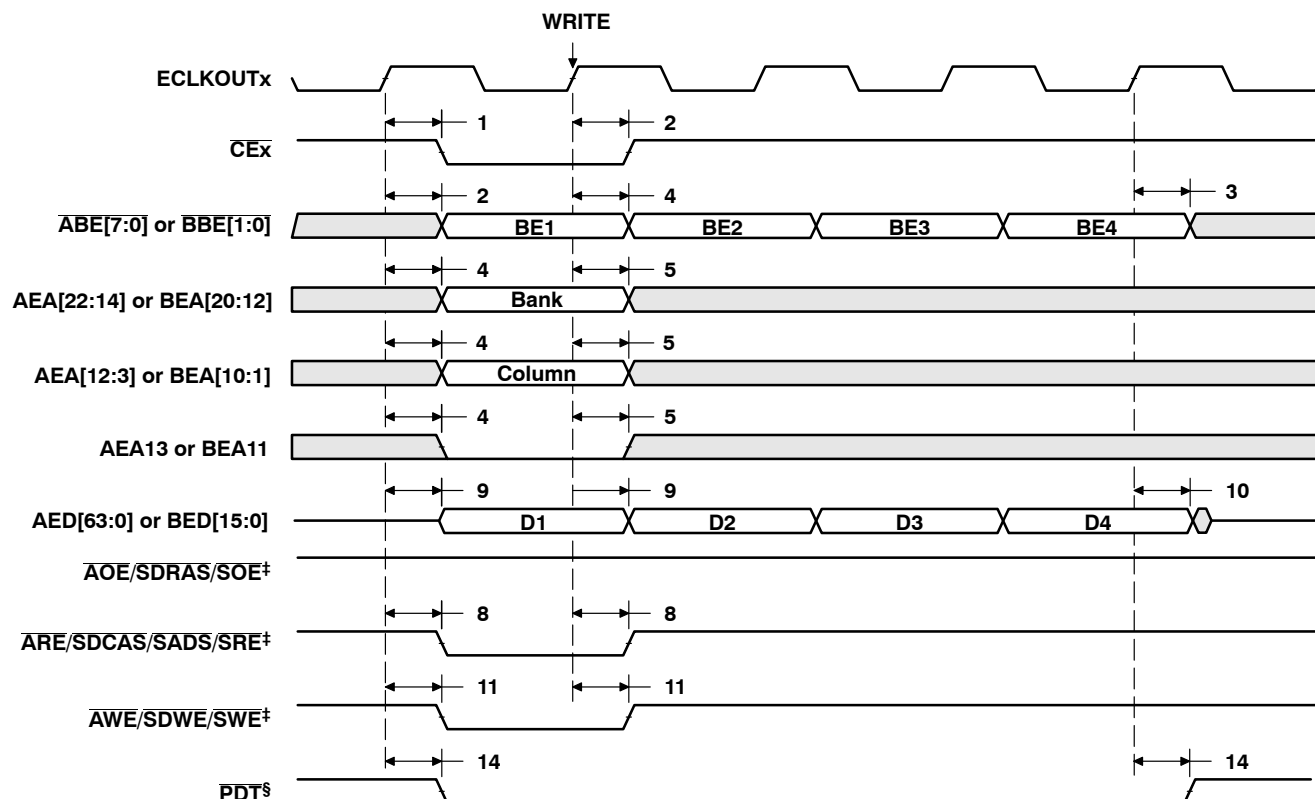 WRITE
ECLKOUTx
1 2
CEx
2 4 3
ABE[7:0] or BBE[1:0] BE1 BE2 BE3 BE4
4 5
AEA[22:14] or BEA[20:12] Bank
4 5
AEA[12:3] or BEA[10:1] Column
4 5
AEA13 or BEA11
9 9 10
AED[63:0] or BED[15:0] D1 D2 D3 D4
AOE/SDRAS/SOE‡
8 8
ARE/SDCAS/SADS/SRE‡
11 11
AWE/SDWE/SWE‡
14 14
PDT§